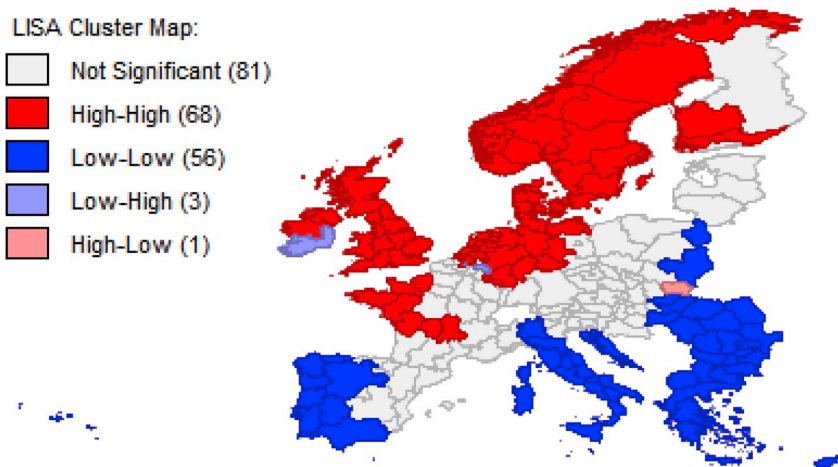 LISA Cluster Map:
Not Significant (81)
High-High (68)
Low-Low (56)
Low-High (3)
High-Low (1)